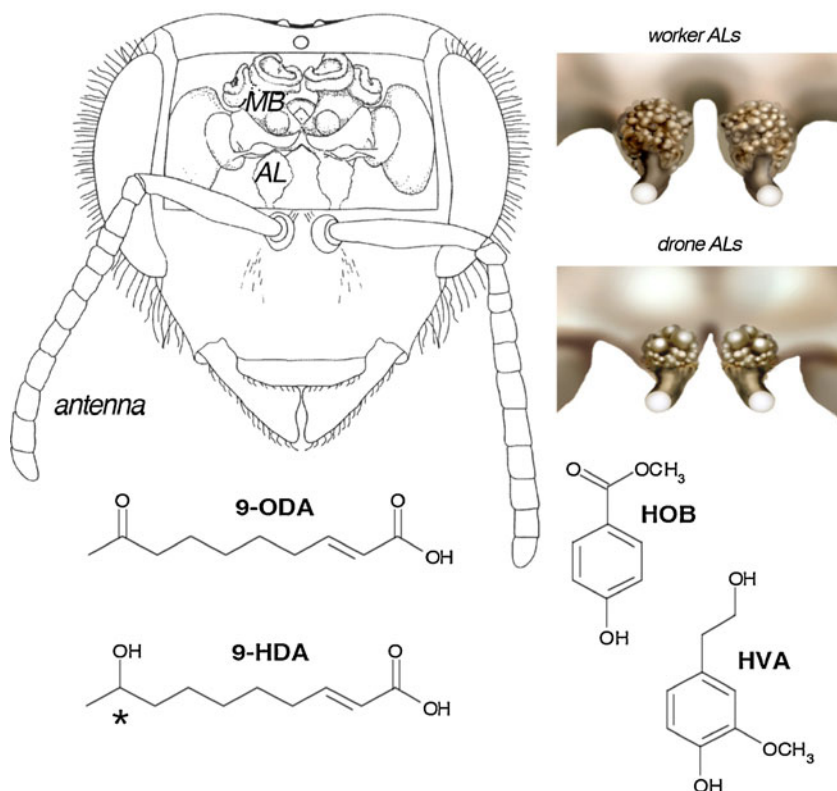 worker ALs
MB
AL
drone ALs
antenna
9-ODA
O
O
OH
O
OCH3
HOB
OH
OH
9-HDA
O
OH
*
OH
HVA
OCH3
OH